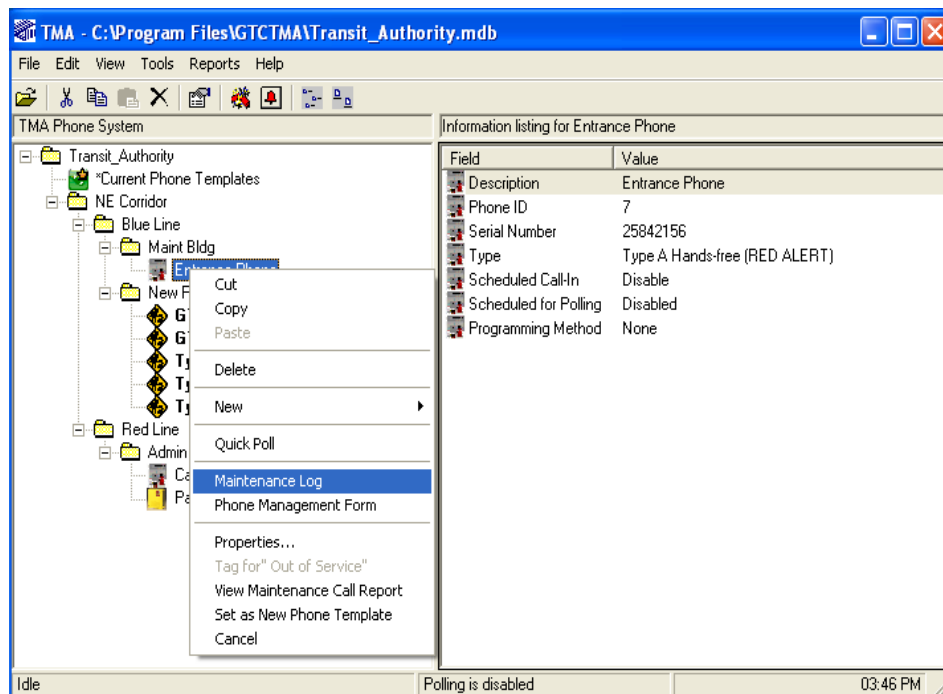 TMA - C:\Program Files\GTCTMA\Transit_Authority.mdb
File Edit View Tools Reports Help
TMA Phone System
Information listing for Entrance Phone
Transit_Authority
*Current Phone Templates
NE Corridor
Blue Line
Maint Bldg
Entrance Phone
New
Red Line
Admin
Cut
Copy
Paste
Delete
New
Quick Poll
Maintenance Log
Phone Management Form
Properties...
Tag for" Out of Service"
View Maintenance Call Report
Set as New Phone Template
Cancel
Field Value
Description Entrance Phone
Phone ID 7
Serial Number 25842156
Type Type A Hands-free (RED ALERT)
Scheduled Call-In Disable
Scheduled for Polling Disabled
Programming Method None
Idle Polling is disabled 03:46 PM